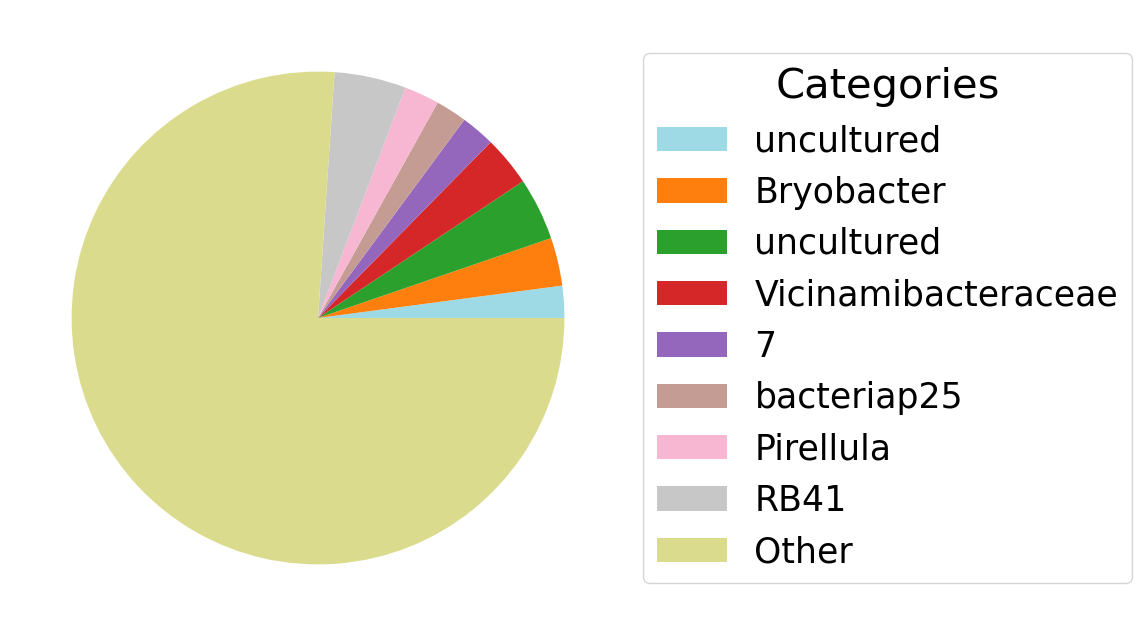 Categories
uncultured
Bryobacter
uncultured
Vicinamibacteraceae
7
bacteriap25
Pirellula
RB41
Other